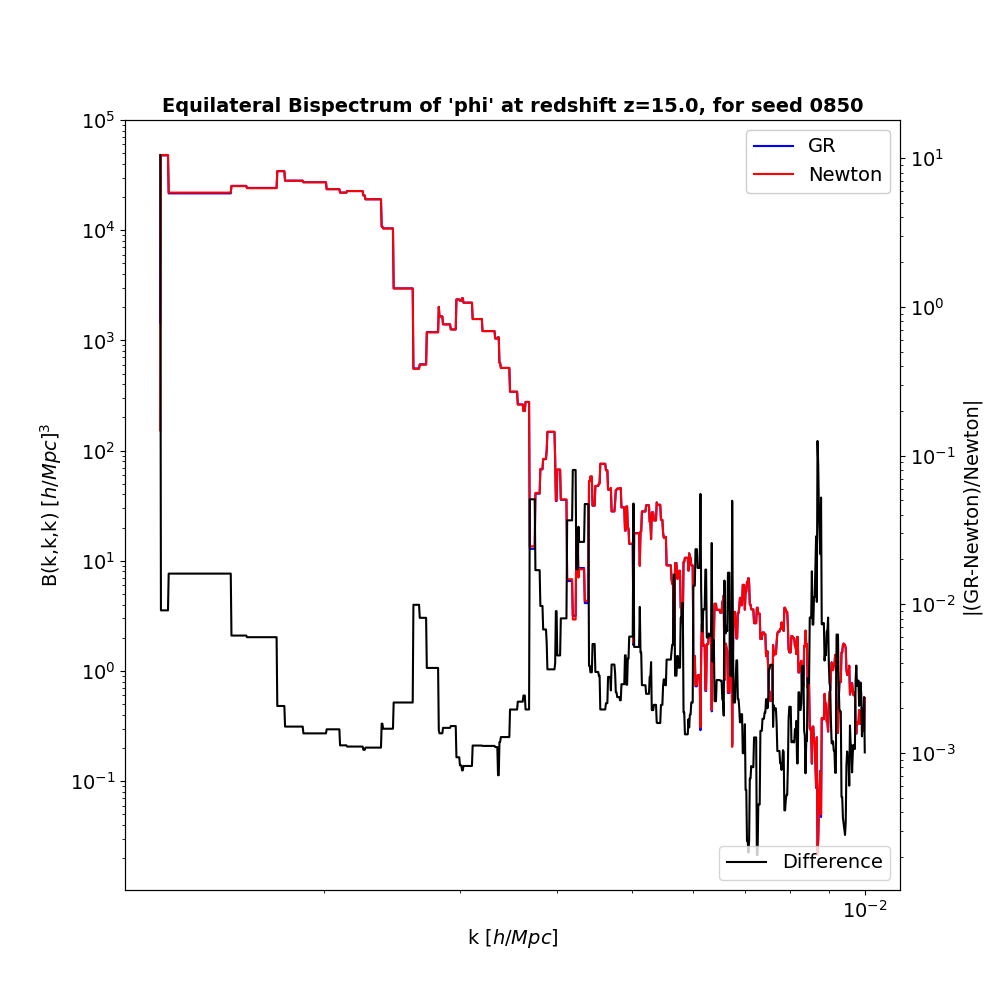 Equilateral Bispectrum of 'phi' at redshift z=15.0, for seed 0850
10^5
10^4
10^3
10^2
10^1
10^0
10^−1
B(k,k,k) [h/Mpc]^3
GR
Newton
10^1
10^0
10^−1
10^−2
10^−3
|(GR-Newton)/Newton|
Difference
10^−2
k [h/Mpc]